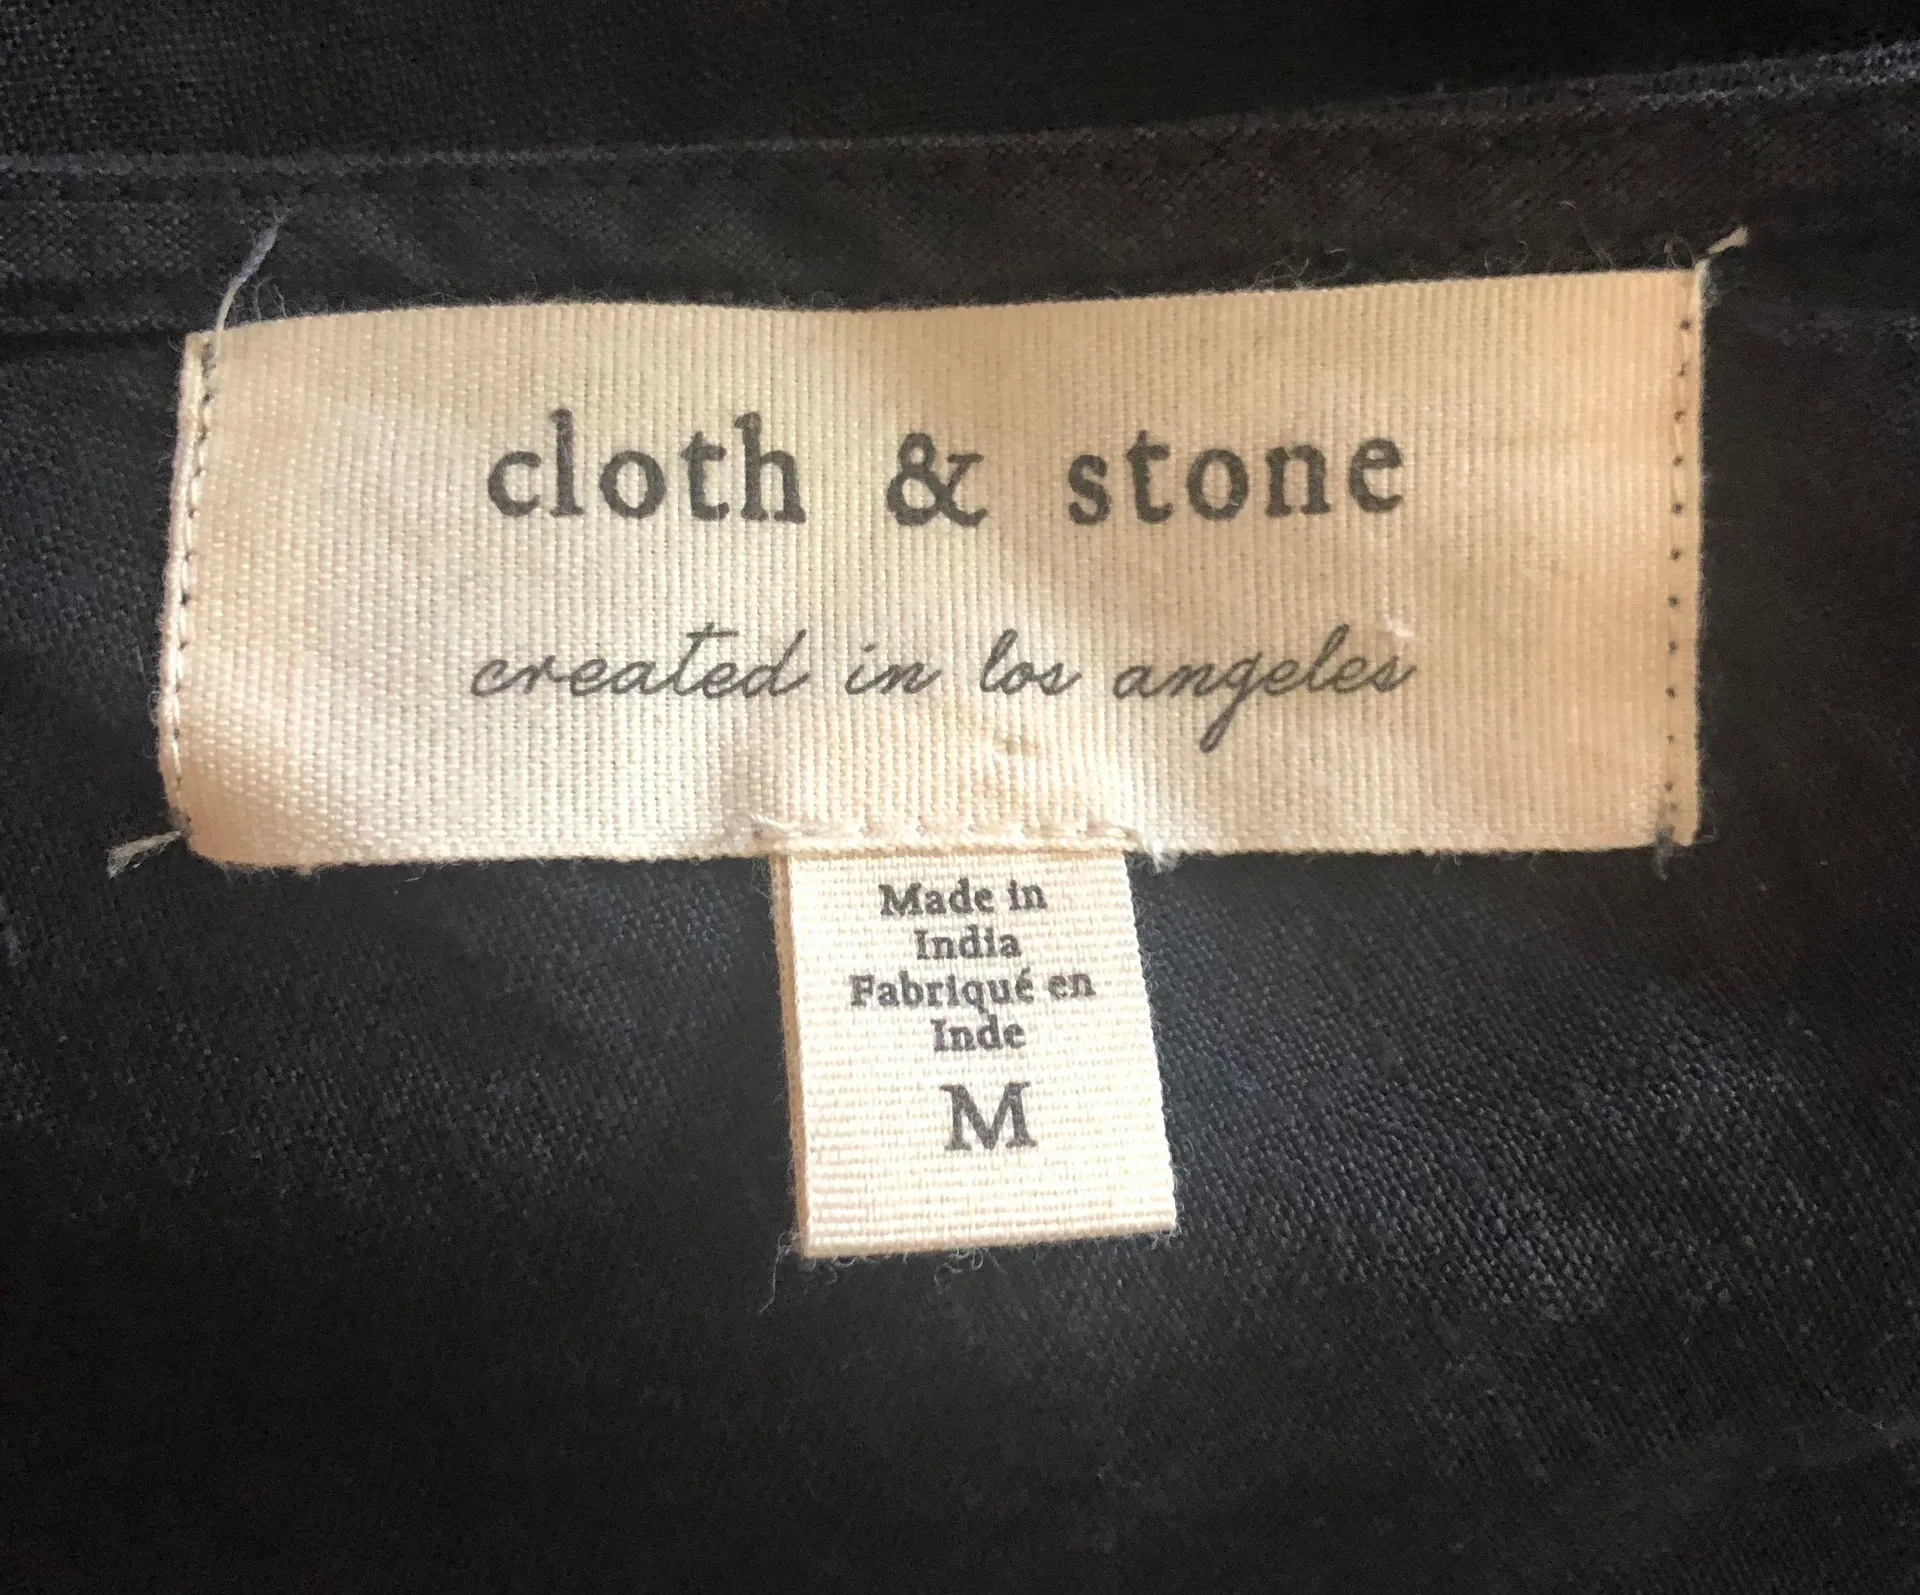 cloth & stone
created in los angeles
Made in
India
Fabriqué en
Inde
M